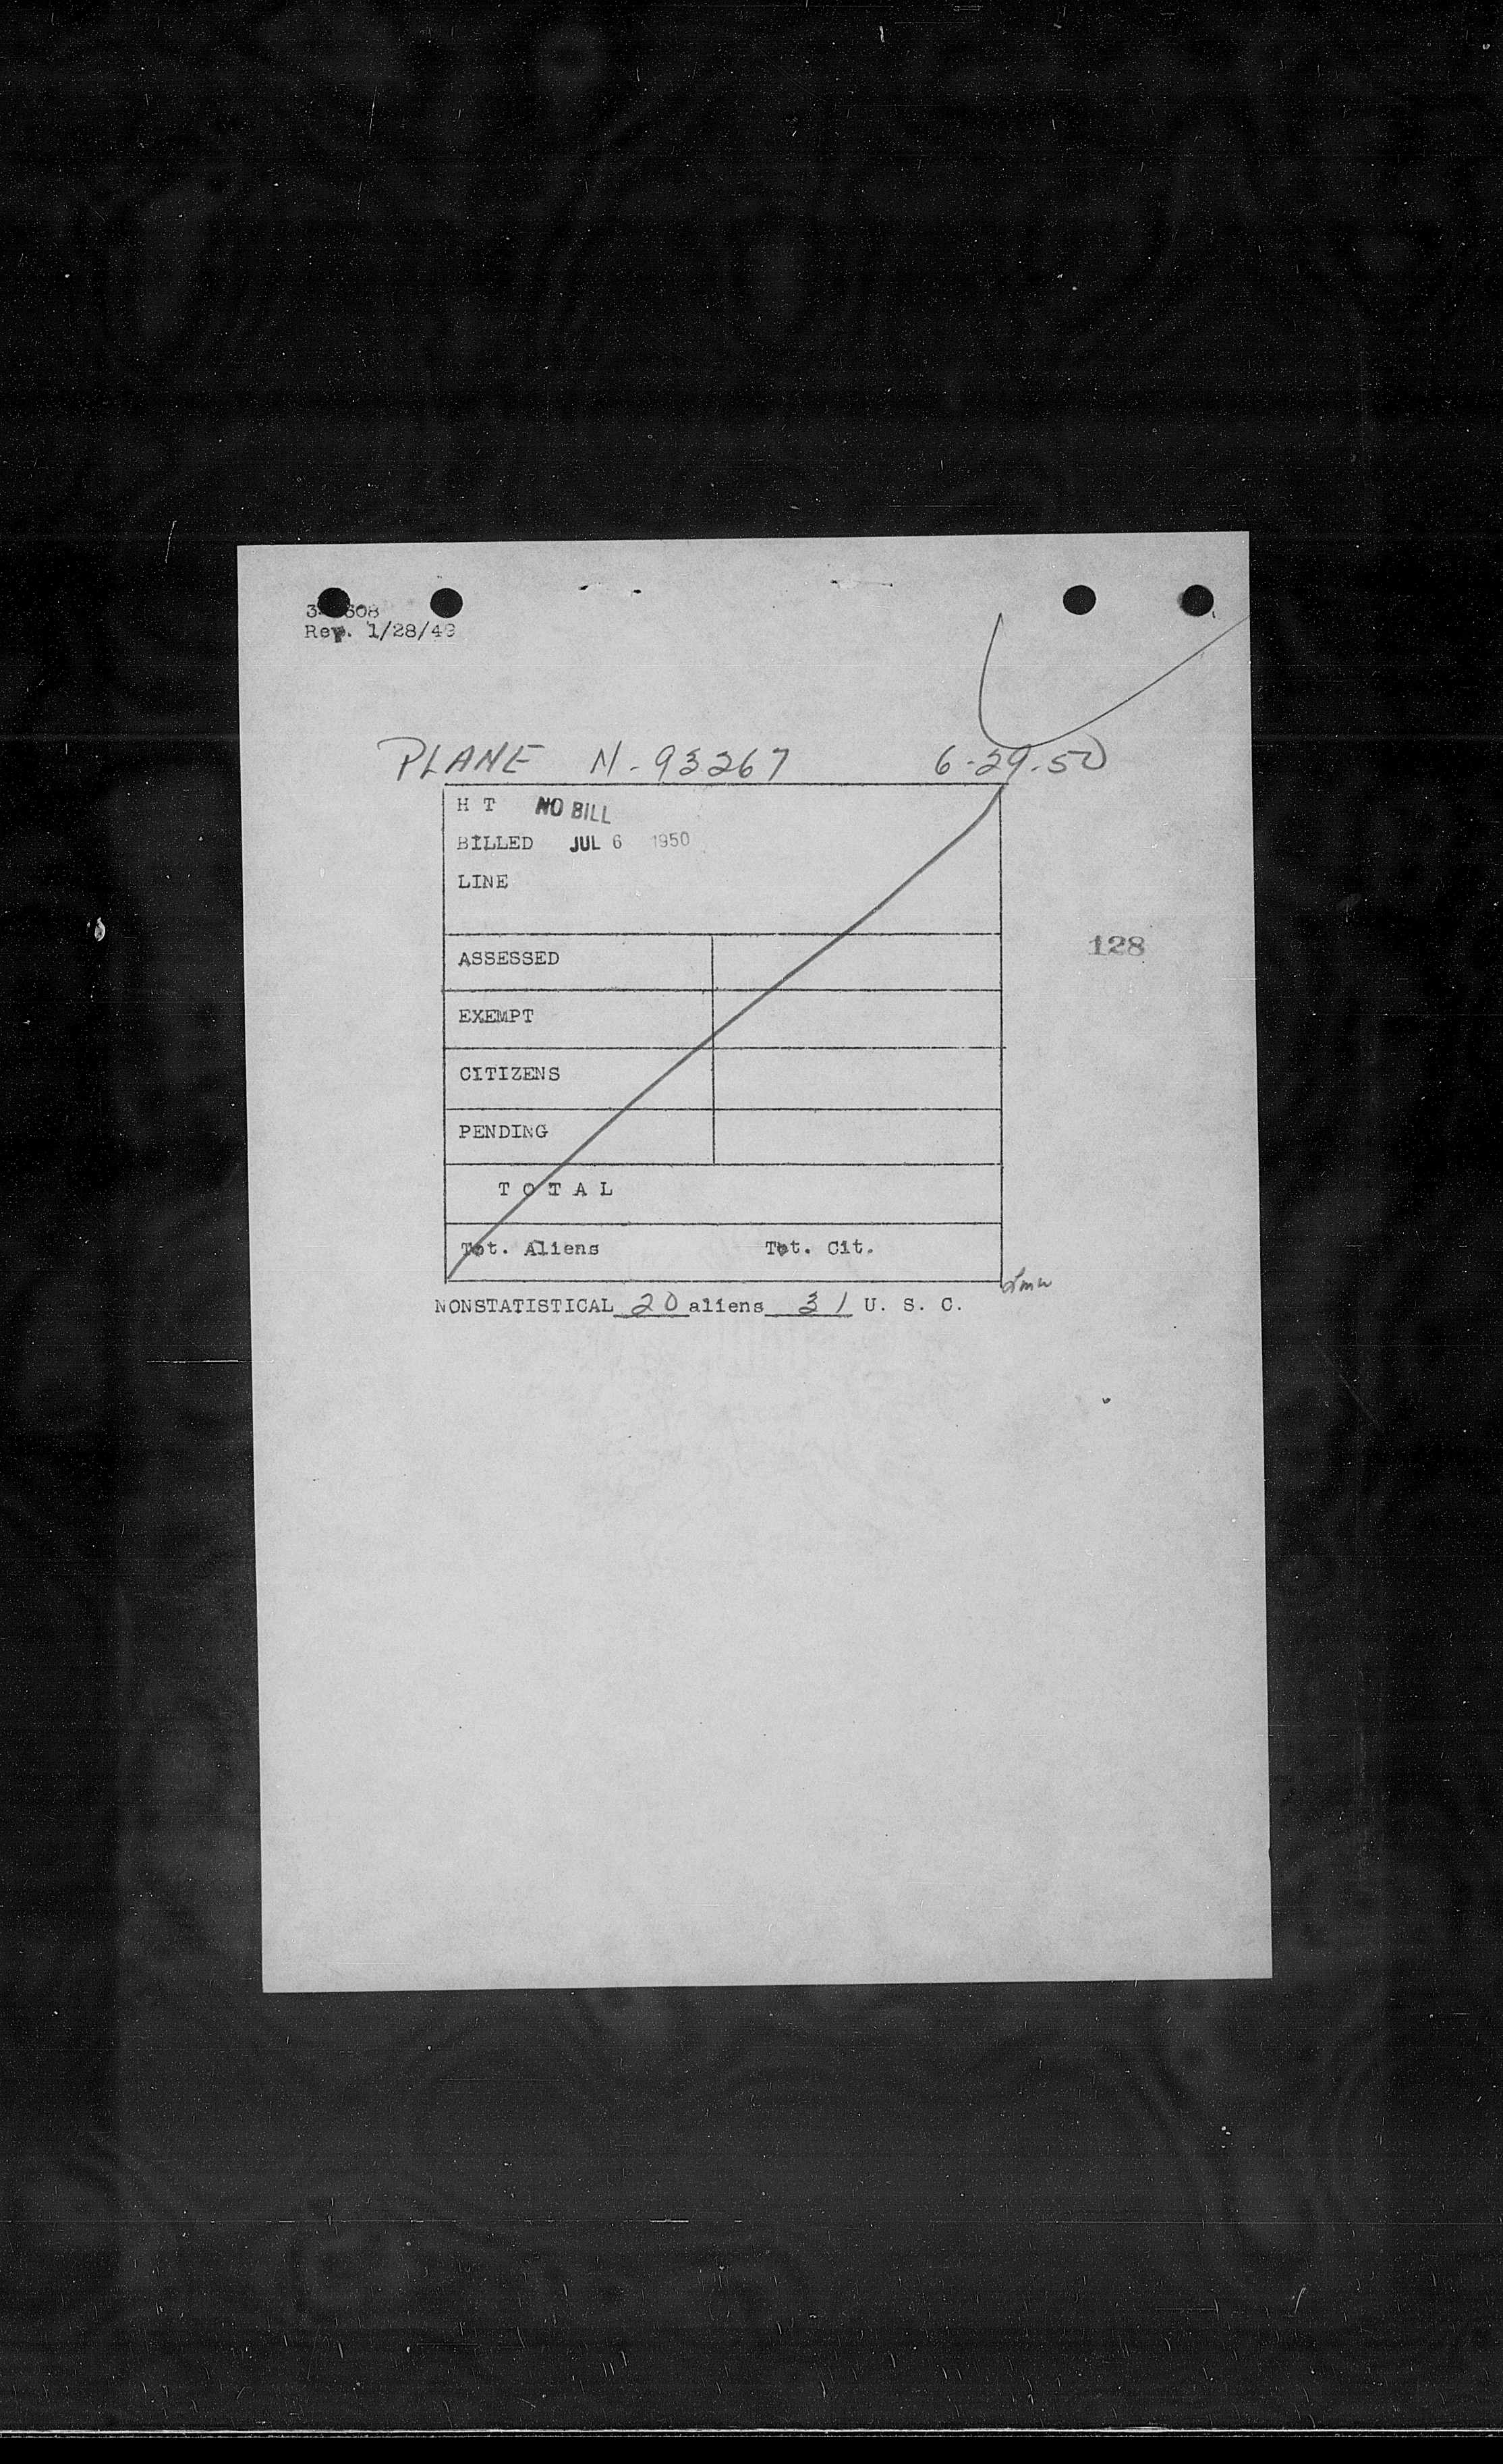 Rev. 1/28/49
PLANE N-93267 6-29-50
H T NO BILL
BILLED JUL 6 1950
LINE
128
ASSESSED
EXEMPT
CITIZENS
PENDING
T O T A L
Tot. Aliens Tot. Cit.
NONSTATISTICAL 20 aliens 31 U. S. C.